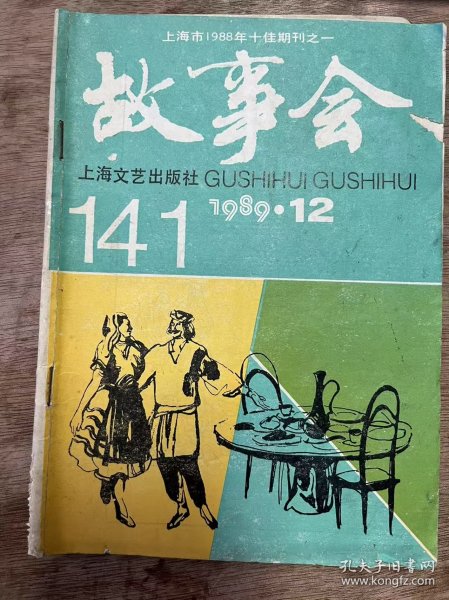 上海市1988年十佳期刊之一
故事会
上海文艺出版社 GUSHIHUI GUSHIHUI
141 1989·12
孔夫子旧书网
www.kongfz.com